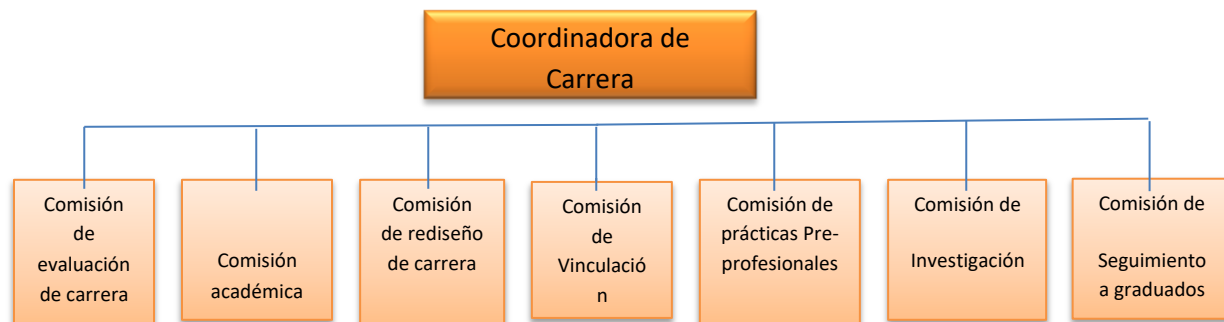 Coordinadora de
Carrera
Comisión
de
evaluación
de carrera
Comisión
académica
Comisión
de rediseño
de carrera
Comisión
de
Vinculació
n
Comisión de
prácticas Pre-
profesionales
Comisión de
Investigación
Comisión de
Seguimiento
a graduados